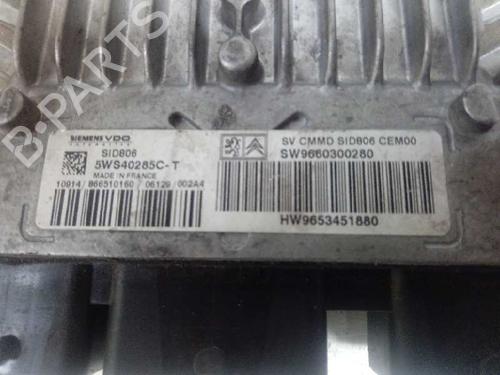 B-PARTS
SIEMENS VDO
SID806
5WS40285C-T
MADE IN FRANCE
10914 / 866510160 / 06129 / 002A4
SV CMMD SID806 CEM00
SW9660300280
HW9653451880